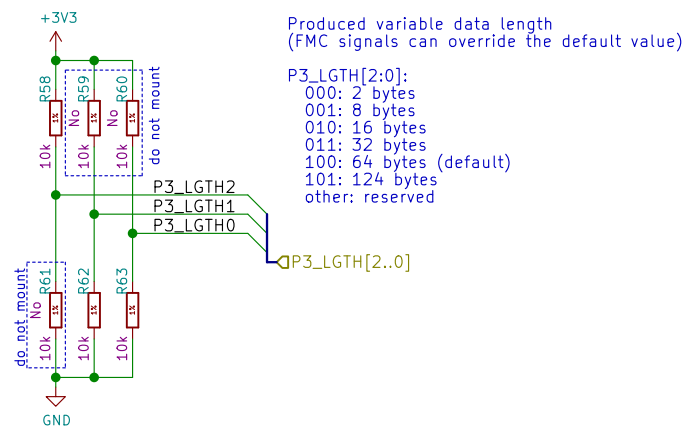 +3V3
Produced variable data length
(FMC signals can override the default value)
P3_LGTH[2:0]:
000: 2 bytes
001: 8 bytes
010: 16 bytes
011: 32 bytes
100: 64 bytes (default)
101: 124 bytes
other: reserved
R58
1%
10k
R59
No
1%
10k
R60
No
1%
10k
do not mount
P3_LGTH2
P3_LGTH1
P3_LGTH0
P3_LGTH[2..0]
do not mount
R61
No
1%
10k
R62
1%
10k
R63
1%
10k
GND